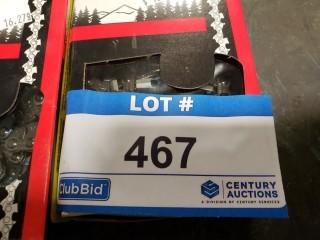 LOT #
467
ClubBid
CENTURY
AUCTIONS
A DIVISION OF CENTURY SERVICES